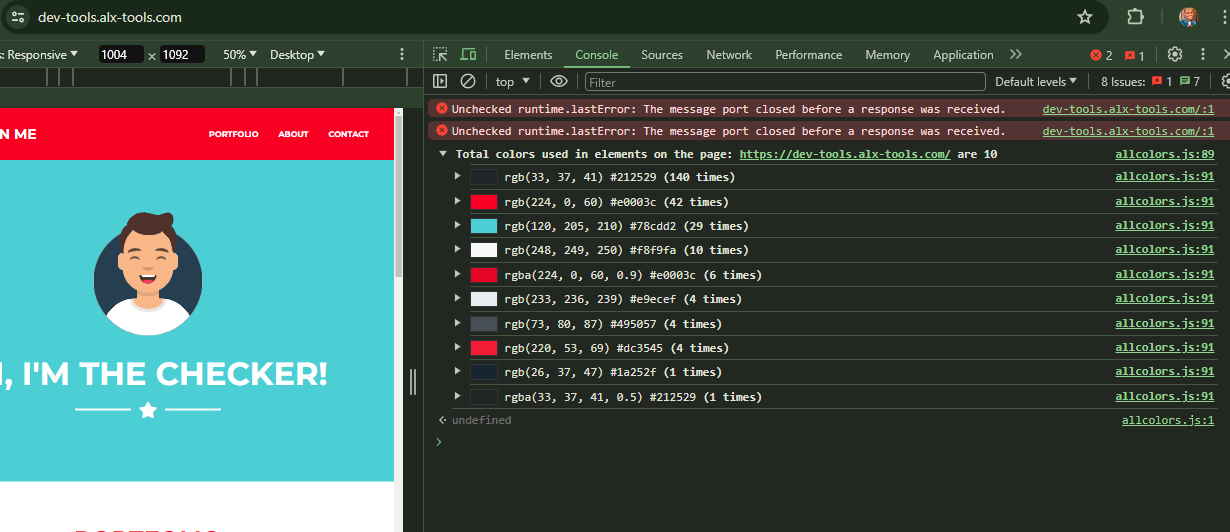 dev-tools.alx-tools.com
s: Responsive ▼ 1004 × 1092 50% ▼ Desktop ▼
Elements Console Sources Network Performance Memory Application 2 1
top ▼ Filter Default levels ▼ 8 Issues: 1 7
Unchecked runtime.lastError: The message port closed before a response was received. dev-tools.alx-tools.com/:1
Unchecked runtime.lastError: The message port closed before a response was received. dev-tools.alx-tools.com/:1
Total colors used in elements on the page: https://dev-tools.alx-tools.com/ are 10 allcolors.js:89
rgb(33, 37, 41) #212529 (140 times) allcolors.js:91
rgb(224, 0, 60) #e0003c (42 times) allcolors.js:91
rgb(120, 205, 210) #78cdd2 (29 times) allcolors.js:91
rgb(248, 249, 250) #f8f9fa (10 times) allcolors.js:91
rgba(224, 0, 60, 0.9) #e0003c (6 times) allcolors.js:91
rgb(233, 236, 239) #e9ecef (4 times) allcolors.js:91
rgb(73, 80, 87) #495057 (4 times) allcolors.js:91
rgb(220, 53, 69) #dc3545 (4 times) allcolors.js:91
rgb(26, 37, 47) #1a252f (1 times) allcolors.js:91
rgba(33, 37, 41, 0.5) #212529 (1 times) allcolors.js:91
undefined allcolors.js:1
N ME PORTFOLIO ABOUT CONTACT
, I'M THE CHECKER!